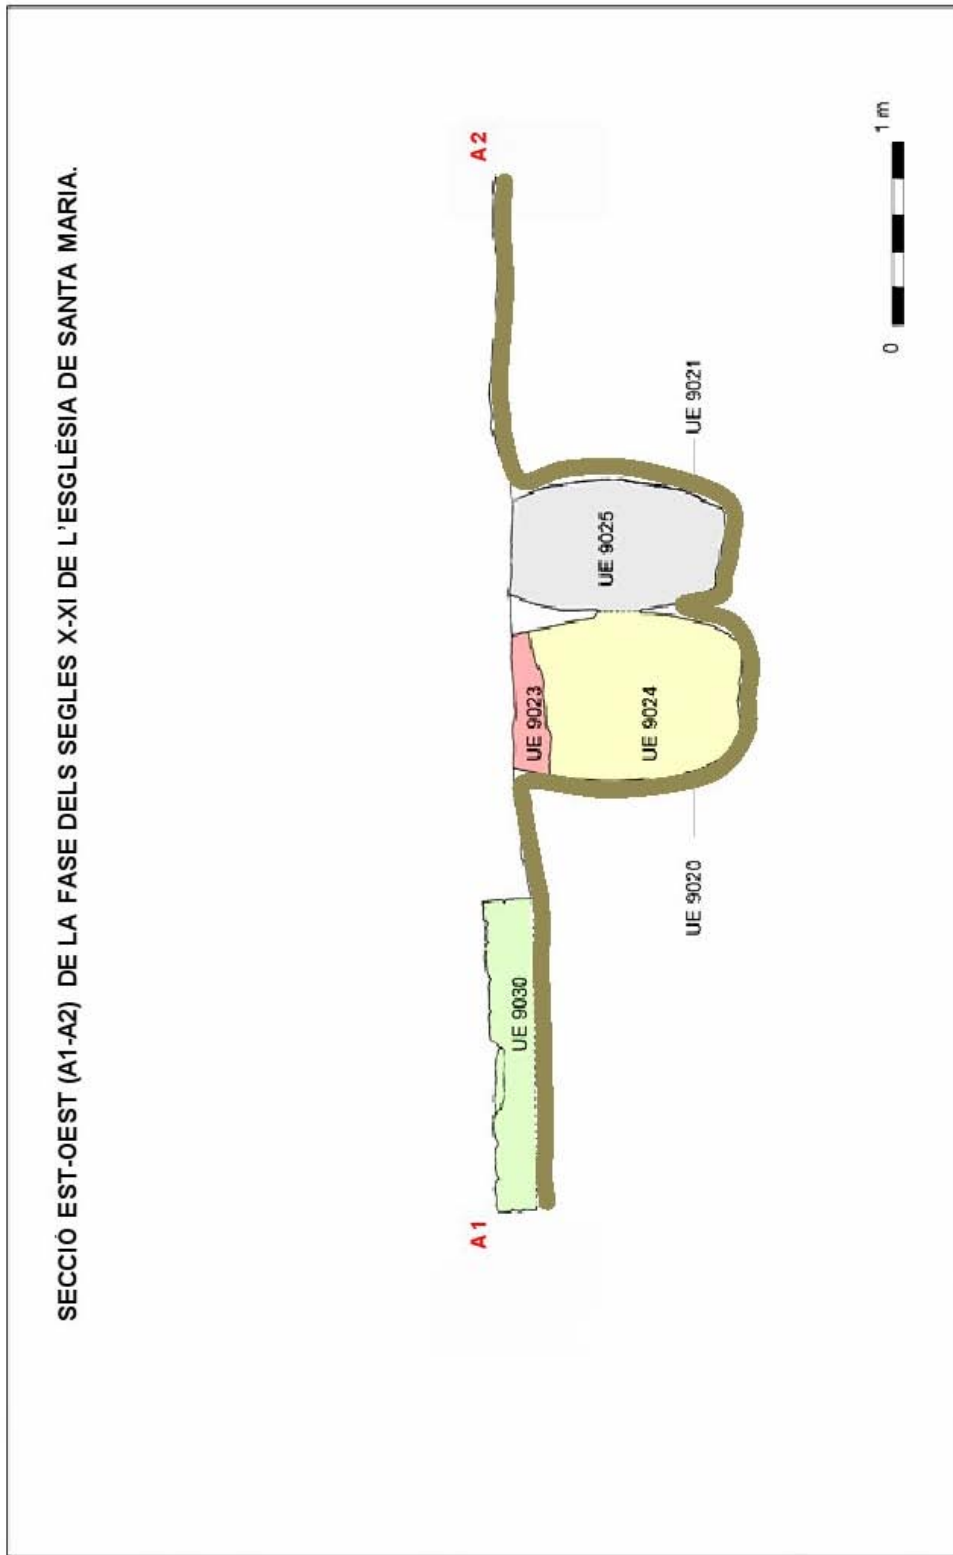 SECCIÓ EST-OEST (A1-A2) DE LA FASE DELS SEGLES X-XI DE L'ESGLÉSIA DE SANTA MARIA.
A1
A2
UE 9030
UE 9023
UE 9024
UE 9025
UE 9020
UE 9021
0
1 m